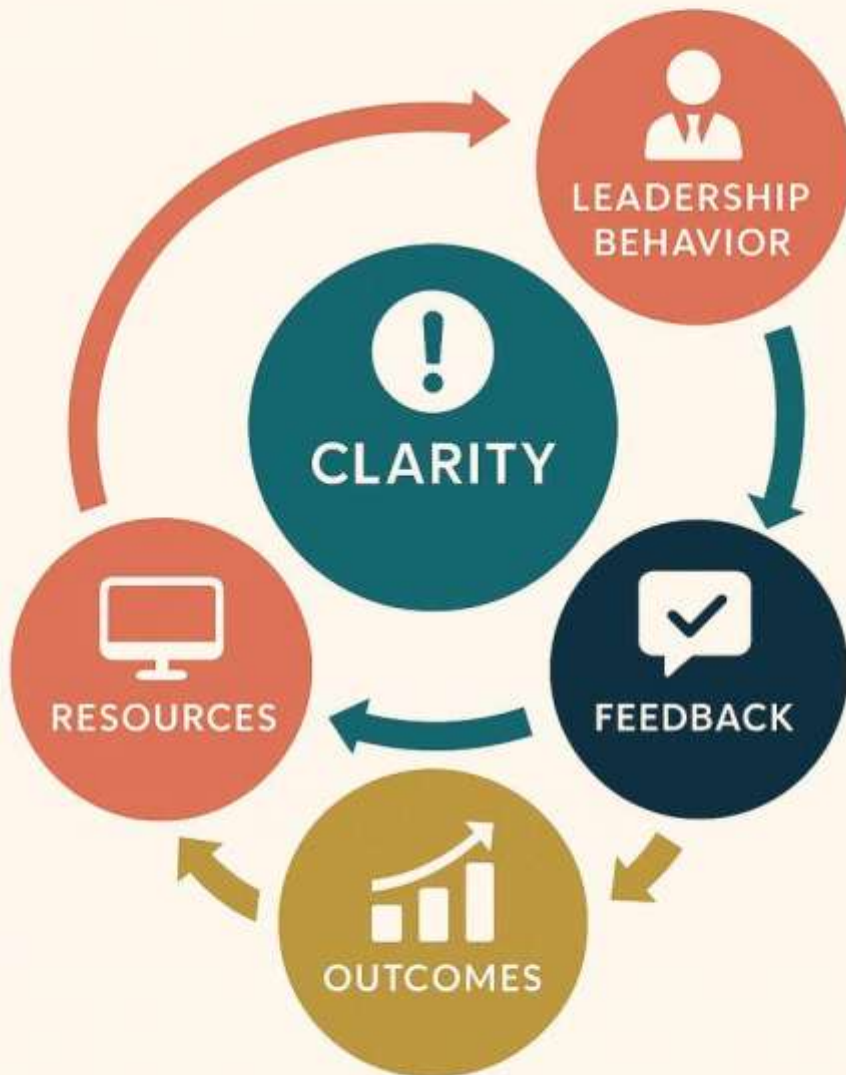 LEADERSHIP
BEHAVIOR
CLARITY
RESOURCES
FEEDBACK
OUTCOMES